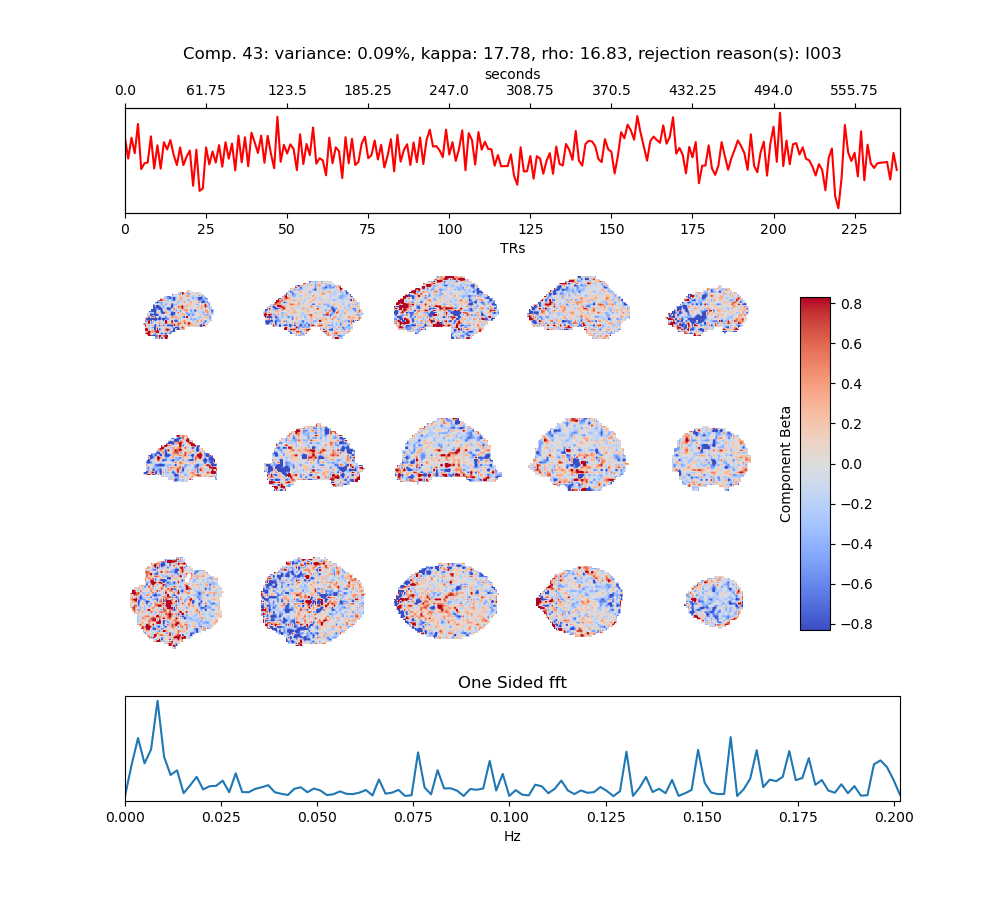 Comp. 43: variance: 0.09%, kappa: 17.78, rho: 16.83, rejection reason(s): I003
seconds
0.0 61.75 123.5 185.25 247.0 308.75 370.5 432.25 494.0 555.75
0 25 50 75 100 125 150 175 200 225
TRs
0.8
0.6
0.4
0.2
0.0
−0.2
−0.4
−0.6
−0.8
Component Beta
One Sided fft
0.000 0.025 0.050 0.075 0.100 0.125 0.150 0.175 0.200
Hz